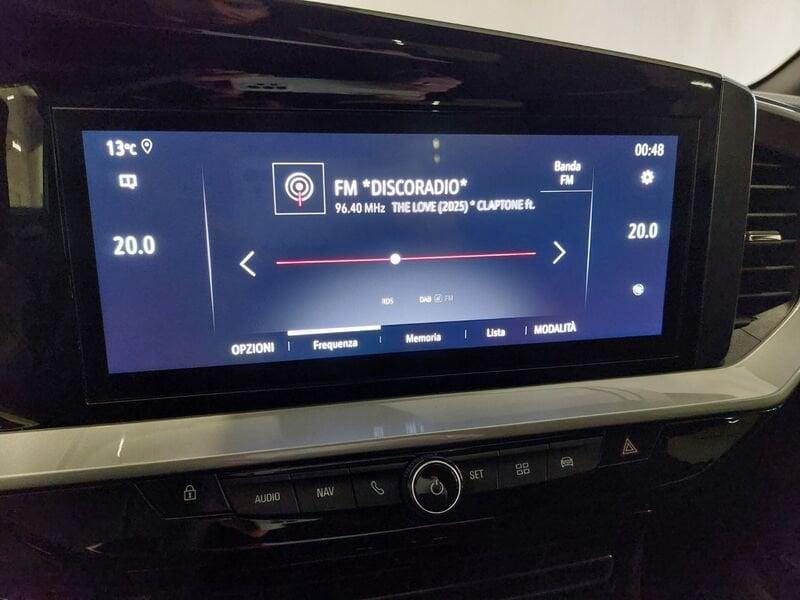 13°C
00:48
FM *DISCORADIO*
Banda
FM
96.40 MHz THE LOVE (2025) * CLAPTONE ft.
20.0
20.0
RDS DAB FM
OPZIONI Frequenza Memoria Lista MODALITÀ
AUDIO NAV SET